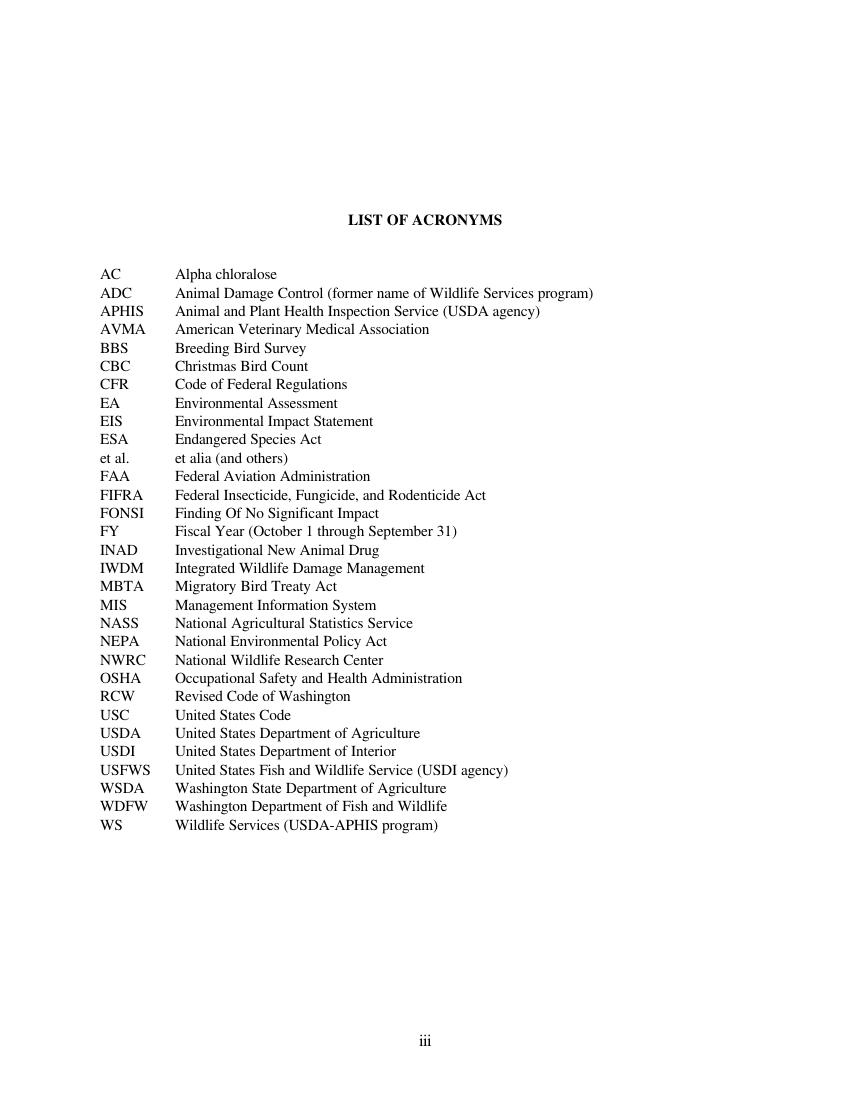 LIST OF ACRONYMS
AC Alpha chloralose
ADC Animal Damage Control (former name of Wildlife Services program)
APHIS Animal and Plant Health Inspection Service (USDA agency)
AVMA American Veterinary Medical Association
BBS Breeding Bird Survey
CBC Christmas Bird Count
CFR Code of Federal Regulations
EA Environmental Assessment
EIS Environmental Impact Statement
ESA Endangered Species Act
et al. et alia (and others)
FAA Federal Aviation Administration
FIFRA Federal Insecticide, Fungicide, and Rodenticide Act
FONSI Finding Of No Significant Impact
FY Fiscal Year (October 1 through September 31)
INAD Investigational New Animal Drug
IWDM Integrated Wildlife Damage Management
MBTA Migratory Bird Treaty Act
MIS Management Information System
NASS National Agricultural Statistics Service
NEPA National Environmental Policy Act
NWRC National Wildlife Research Center
OSHA Occupational Safety and Health Administration
RCW Revised Code of Washington
USC United States Code
USDA United States Department of Agriculture
USDI United States Department of Interior
USFWS United States Fish and Wildlife Service (USDI agency)
WSDA Washington State Department of Agriculture
WDFW Washington Department of Fish and Wildlife
WS Wildlife Services (USDA-APHIS program)
iii